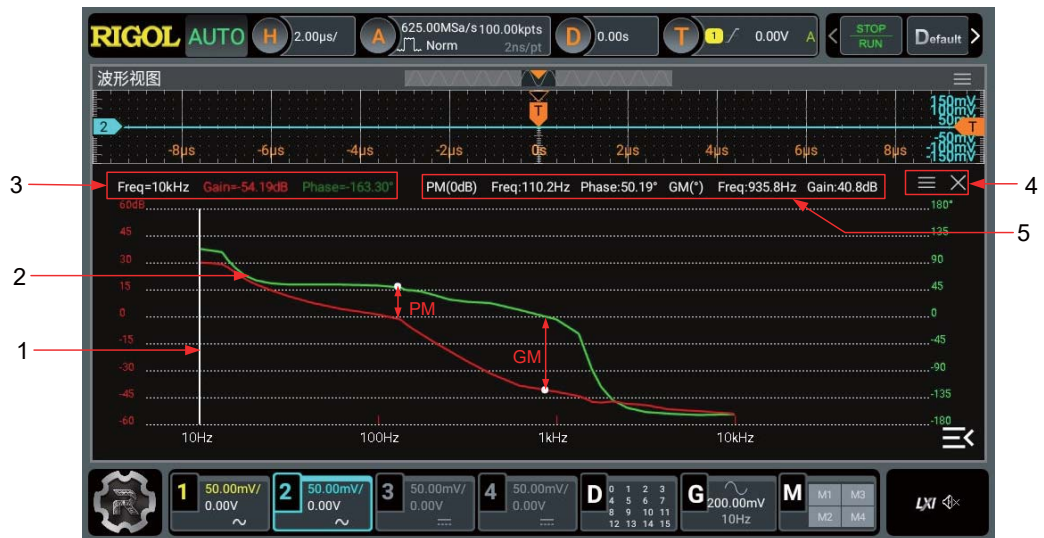 RIGOL AUTO H 2.00μs/ A 625.00MSa/s 100.00kpts Norm 2ns/pt D 0.00s T 1 0.00V A STOP RUN Default
波形视图
150mV
100mV
50mV
2 T T
-50mV
-100mV
-8μs -6μs -4μs -2μs 0s 2μs 4μs 6μs 8μs -150mV
3 Freq=10kHz Gain=-54.19dB Phase=-163.30° PM(0dB) Freq:110.2Hz Phase:50.19° GM(°) Freq:935.8Hz Gain:40.8dB 4
60dB 180°
45 135 5
30 90
2
15 45
PM
0 0
-15 -45
1 GM
-30 -90
-45 -135
-60 -180
10Hz 100Hz 1kHz 10kHz
1 50.00mV/ 0.00V 2 50.00mV/ 0.00V 3 50.00mV/ 0.00V 4 50.00mV/ 0.00V D 0 1 2 3 G 200.00mV 10Hz M M1 M3 LXI
4 5 6 7
8 9 10 11 M2 M4
12 13 14 15